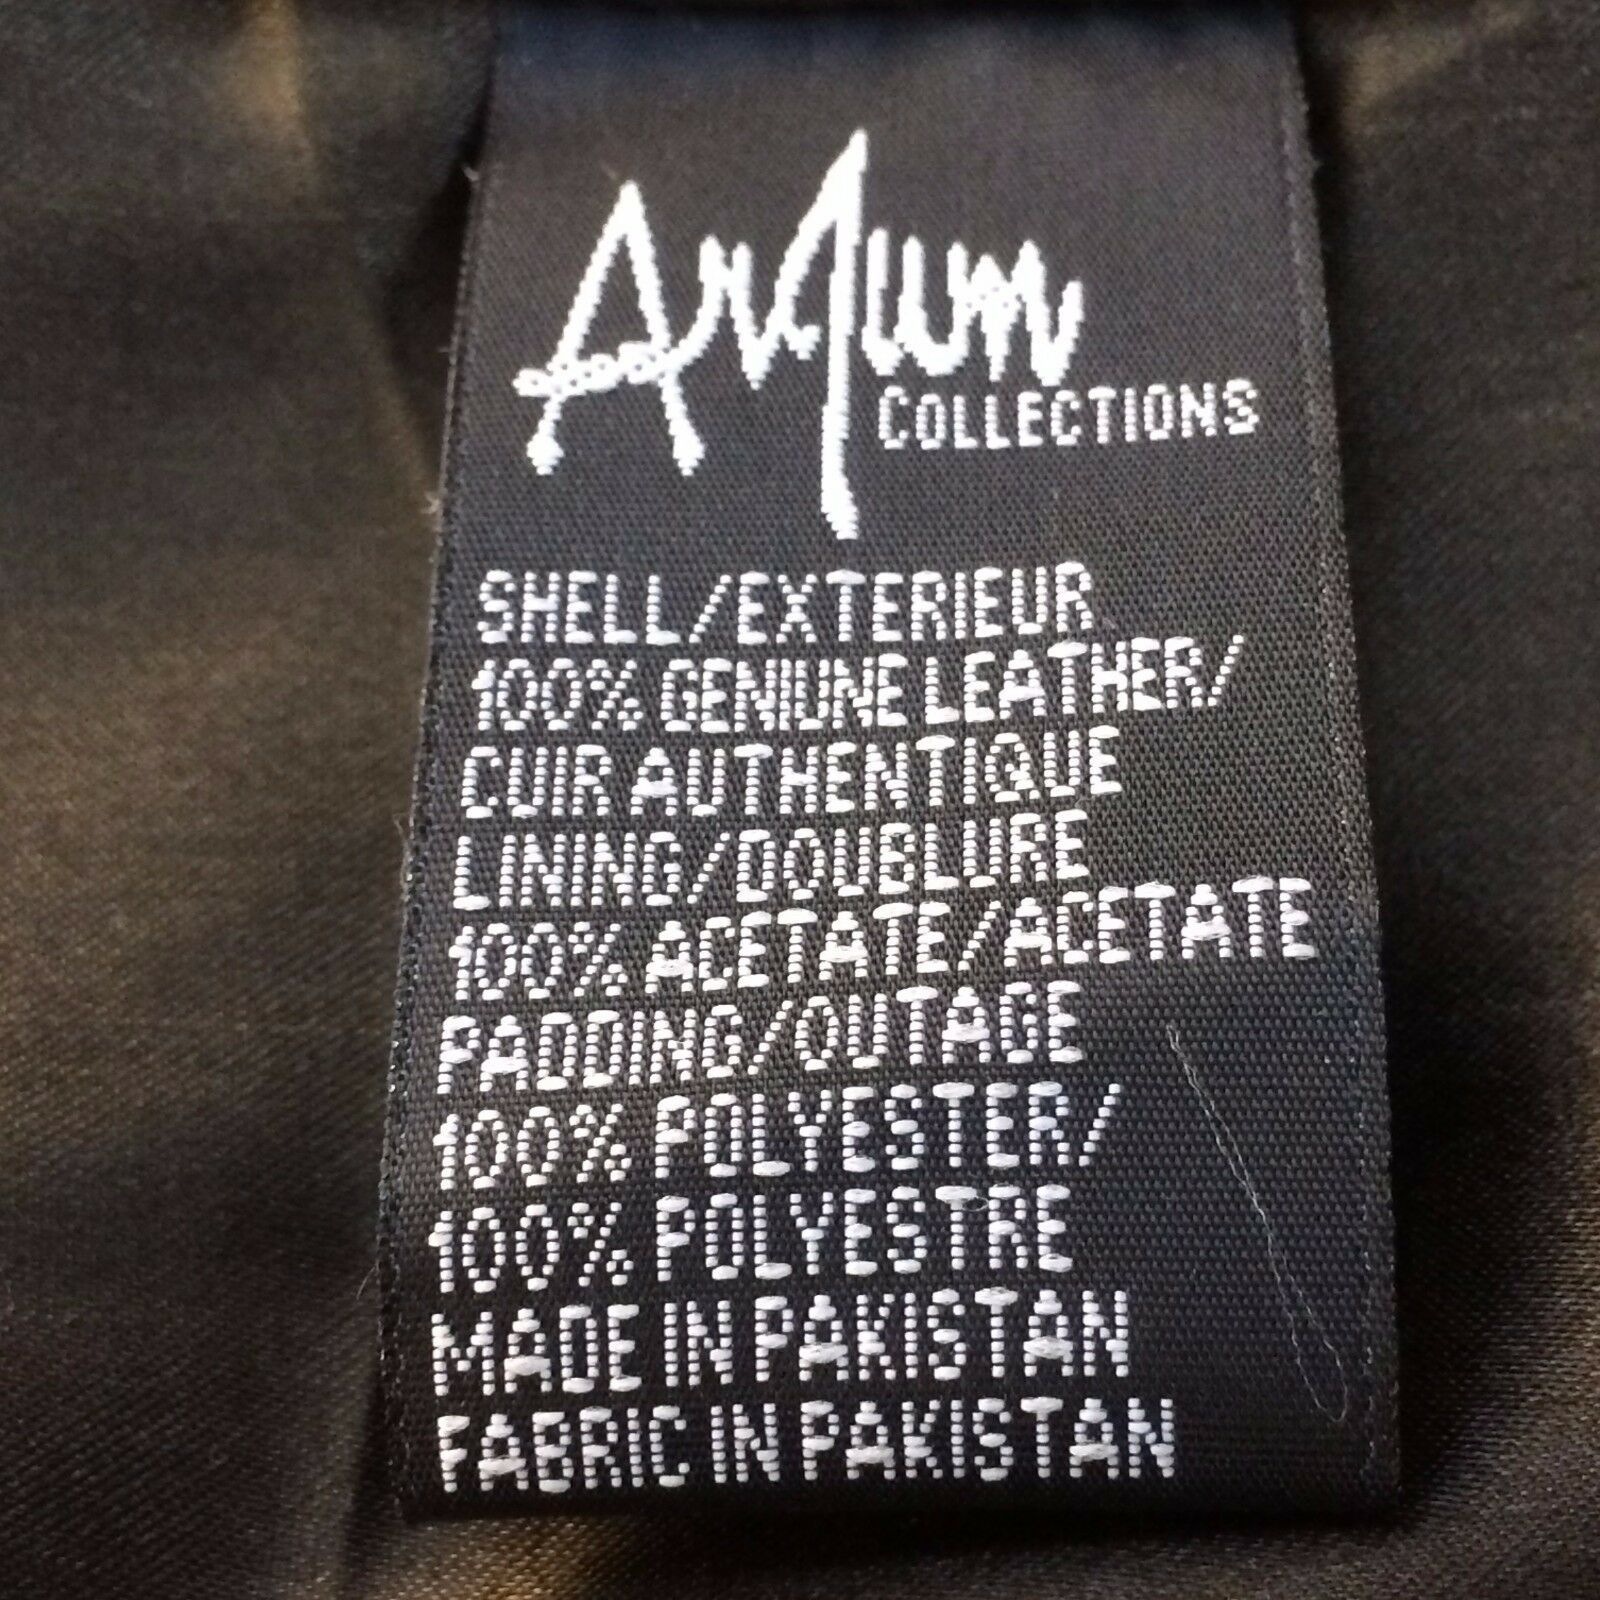 Arjun
COLLECTIONS
SHELL/EXTERIEUR
100% GENIUNE LEATHER/
CUIR AUTHENTIQUE
LINING/DOUBLURE
100% ACETATE/ACETATE
PADDING/OUTAGE
100% POLYESTER/
100% POLYESTRE
MADE IN PAKISTAN
FABRIC IN PAKISTAN